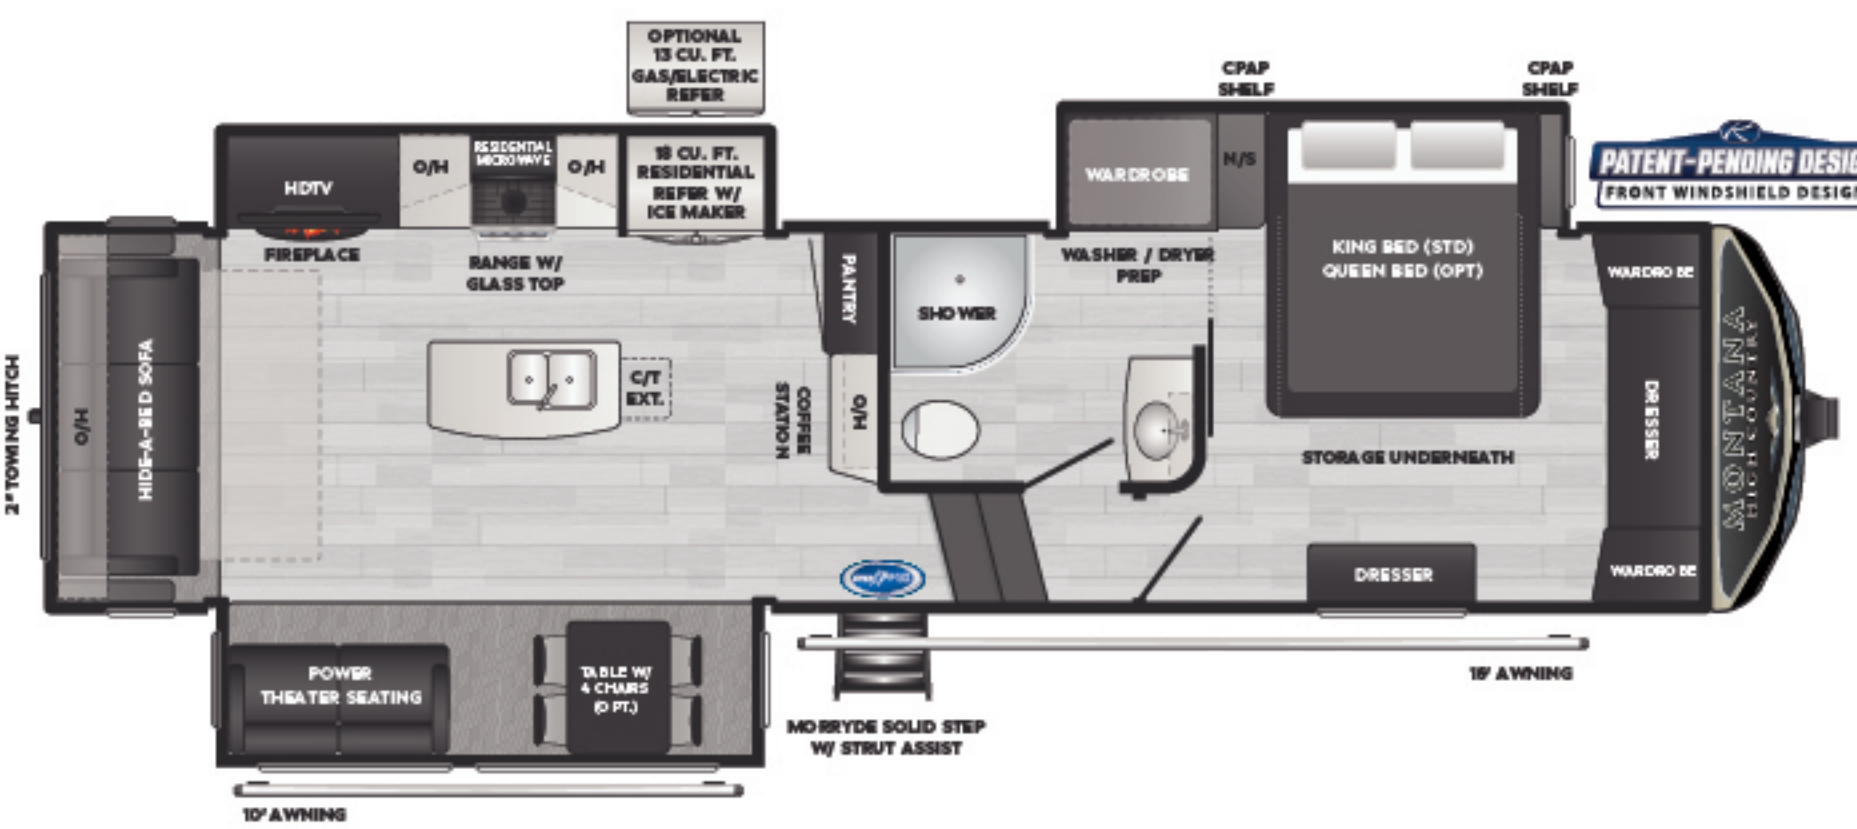 OPTIONAL
13 CU. FT.
GAS/ELECTRIC
REFER
CPAP
SHELF
CPAP
SHELF
PATENT-PENDING DESIG
FRONT WINDSHIELD DESIGN
HDTV
O/H
RESIDENTIAL
MICROWAVE
O/H
18 CU. FT.
RESIDENTIAL
REFER W/
ICE MAKER
WARDROBE
N/S
FIREPLACE
RANGE W/
GLASS TOP
PANTRY
SHOWER
WASHER / DRYER
PREP
KING BED (STD)
QUEEN BED (OPT)
WARDROBE
2" TOWING HITCH
O/H
HIDE-A-BED SOFA
C/T
EXT.
COFFEE
STATION
O/H
STORAGE UNDERNEATH
DRESSER
MONTANA
HIGH COUNTRY
DRESSER
WARDROBE
POWER
THEATER SEATING
TABLE W/
4 CHAIRS
(OPT.)
MORRYDE SOLID STEP
W/ STRUT ASSIST
AWNING
10' AWNING